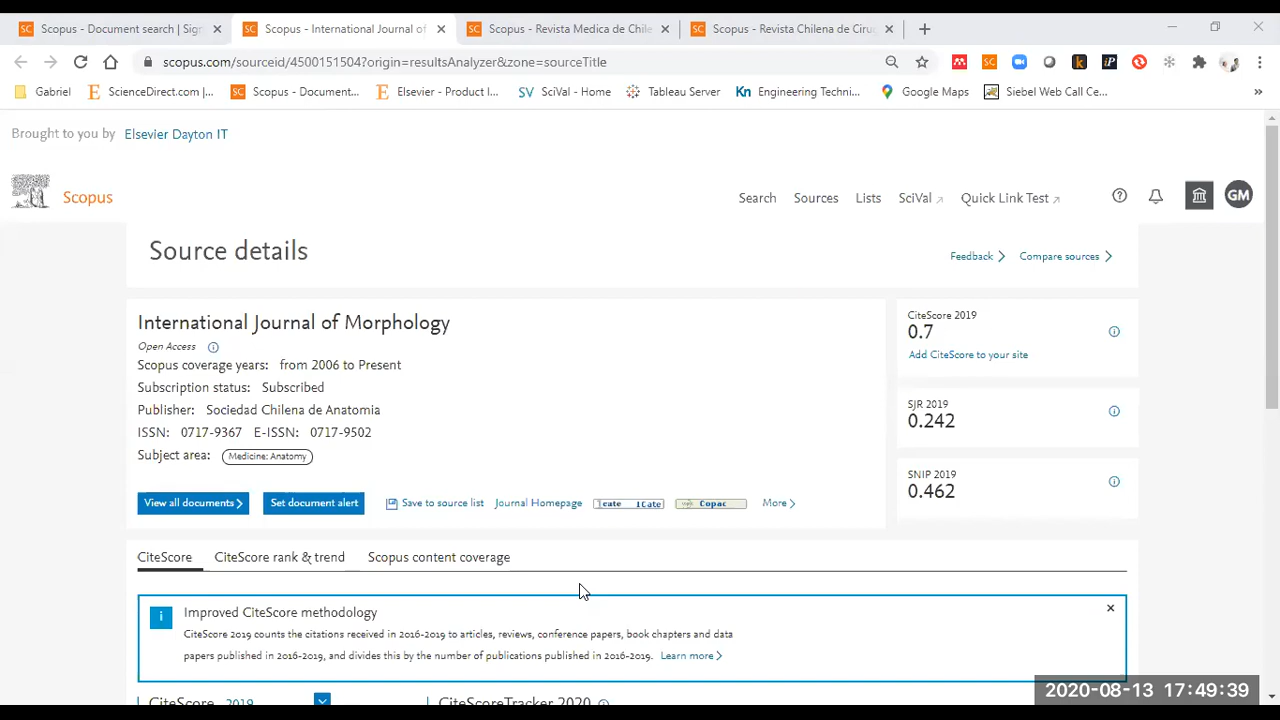 Scopus - Document search | Sign
Scopus - International Journal of
Scopus - Revista Medica de Chile
Scopus - Revista Chilena de Cirug
scopus.com/sourceid/4500151504?origin=resultsAnalyzer&zone=sourceTitle
Gabriel
ScienceDirect.com |...
Scopus - Document...
Elsevier - Product I...
SciVal - Home
Tableau Server
Engineering Techni...
Google Maps
Siebel Web Call Ce...
Brought to you by Elsevier Dayton IT
Scopus
Search Sources Lists SciVal Quick Link Test GM
Source details
Feedback Compare sources
International Journal of Morphology
Open Access
Scopus coverage years: from 2006 to Present
Subscription status: Subscribed
Publisher: Sociedad Chilena de Anatomia
ISSN: 0717-9367 E-ISSN: 0717-9502
Subject area: Medicine: Anatomy
View all documents
Set document alert
Save to source list
Journal Homepage
Copac
More
CiteScore 2019
0.7
Add CiteScore to your site
SJR 2019
0.242
SNIP 2019
0.462
CiteScore CiteScore rank & trend Scopus content coverage
Improved CiteScore methodology
CiteScore 2019 counts the citations received in 2016-2019 to articles, reviews, conference papers, book chapters and data
papers published in 2016-2019, and divides this by the number of publications published in 2016-2019. Learn more
CiteScore 2019
CiteScoreTracker 2020
2020-08-13 17:49:39